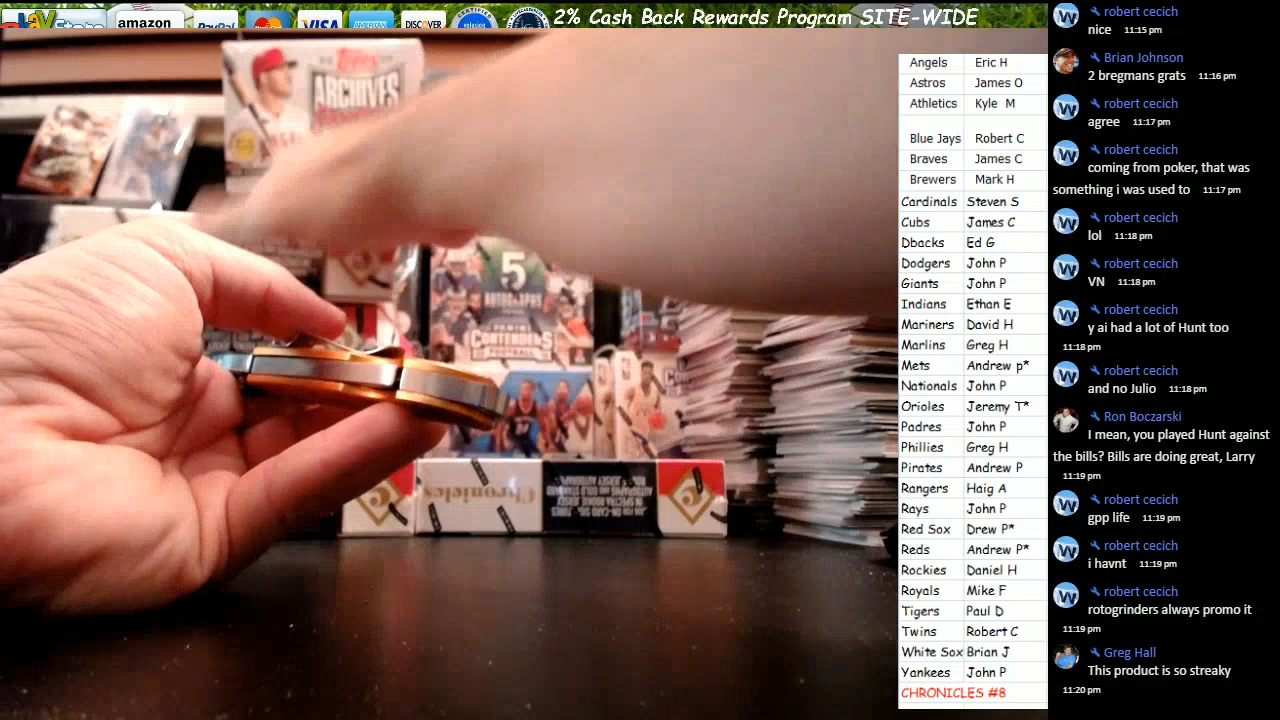 eBay Stores
amazon
PayPal
MasterCard
VISA
AMERICAN
DISCOVER
2% Cash Back Rewards Program SITE-WIDE
Topps
ARCHIVES
5
AUTOGRAPHS
PANINI
CONTENDERS
FOOTBALL
Chronicles
Angels Eric H
Astros James O
Athletics Kyle M
Blue Jays Robert C
Braves James C
Brewers Mark H
Cardinals Steven S
Cubs James C
Dbacks Ed G
Dodgers John P
Giants John P
Indians Ethan E
Mariners David H
Marlins Greg H
Mets Andrew p*
Nationals John P
Orioles Jeremy T*
Padres John P
Phillies Greg H
Pirates Andrew P
Rangers Haig A
Rays John P
Red Sox Drew P*
Reds Andrew P*
Rockies Daniel H
Royals Mike F
Tigers Paul D
Twins Robert C
White Sox Brian J
Yankees John P
CHRONICLES #8
robert cecich
nice 11:15 pm
Brian Johnson
2 bregmans grats 11:16 pm
robert cecich
agree 11:17 pm
robert cecich
coming from poker, that was
something i was used to 11:17 pm
robert cecich
lol 11:18 pm
robert cecich
VN 11:18 pm
robert cecich
y ai had a lot of Hunt too
11:18 pm
robert cecich
and no Julio 11:18 pm
Ron Boczarski
I mean, you played Hunt against
the bills? Bills are doing great, Larry
11:19 pm
robert cecich
gpp life 11:19 pm
robert cecich
i havnt 11:19 pm
robert cecich
rotogrinders always promo it
11:19 pm
Greg Hall
This product is so streaky
11:20 pm